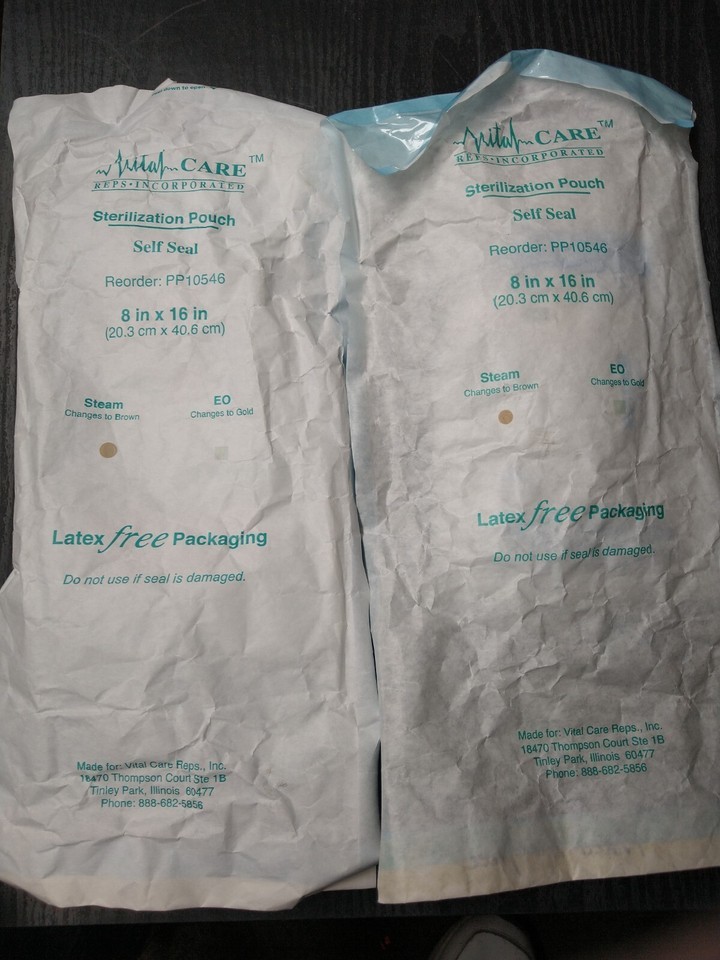 Vital CARE™
REPS•INCORPORATED
Sterilization Pouch
Self Seal
Reorder: PP10546
8 in x 16 in
(20.3 cm x 40.6 cm)
Steam
Changes to Brown
EO
Changes to Gold
Latex free Packaging
Do not use if seal is damaged.
Made for: Vital Care Reps., Inc.
18470 Thompson Court Ste 1B
Tinley Park, Illinois 60477
Phone: 888-682-5856
Vital CARE™
REPS•INCORPORATED
Sterilization Pouch
Self Seal
Reorder: PP10546
8 in x 16 in
(20.3 cm x 40.6 cm)
Steam
Changes to Brown
EO
Changes to Gold
Latex free Packaging
Do not use if seal is damaged.
Made for: Vital Care Reps., Inc.
18470 Thompson Court Ste 1B
Tinley Park, Illinois 60477
Phone: 888-682-5856